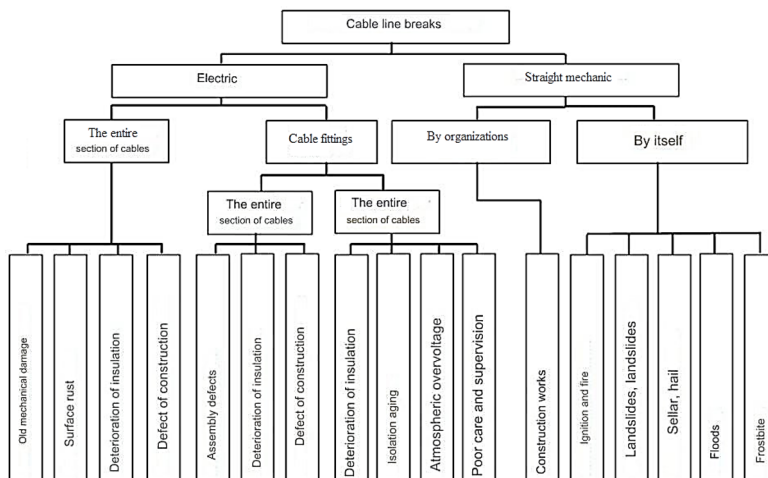 Cable line breaks
Electric
Straight mechanic
The entire
section of cables
Cable fittings
By organizations
By itself
The entire
section of cables
The entire
section of cables
Old mechanical damage
Surface rust
Deterioration of insulation
Defect of construction
Assembly defects
Deterioration of insulation
Defect of construction
Deterioration of insulation
Isolation aging
Atmospheric overvoltage
Poor care and supervision
Construction works
Ignition and fire
Landslides, landslides
Sellar, hail
Floods
Frostbite